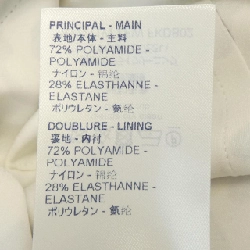 PRINCIPAL - MAIN
表地/本体 - 主料
72% POLYAMIDE -
POLYAMIDE
ナイロン - 锦纶
28% ELASTHANNE -
ELASTANE
ポリウレタン - 氨纶
DOUBLURE - LINING
裏地 - 内衬
72% POLYAMIDE -
POLYAMIDE
ナイロン - 锦纶
28% ELASTHANNE -
ELASTANE
ポリウレタン - 氨纶